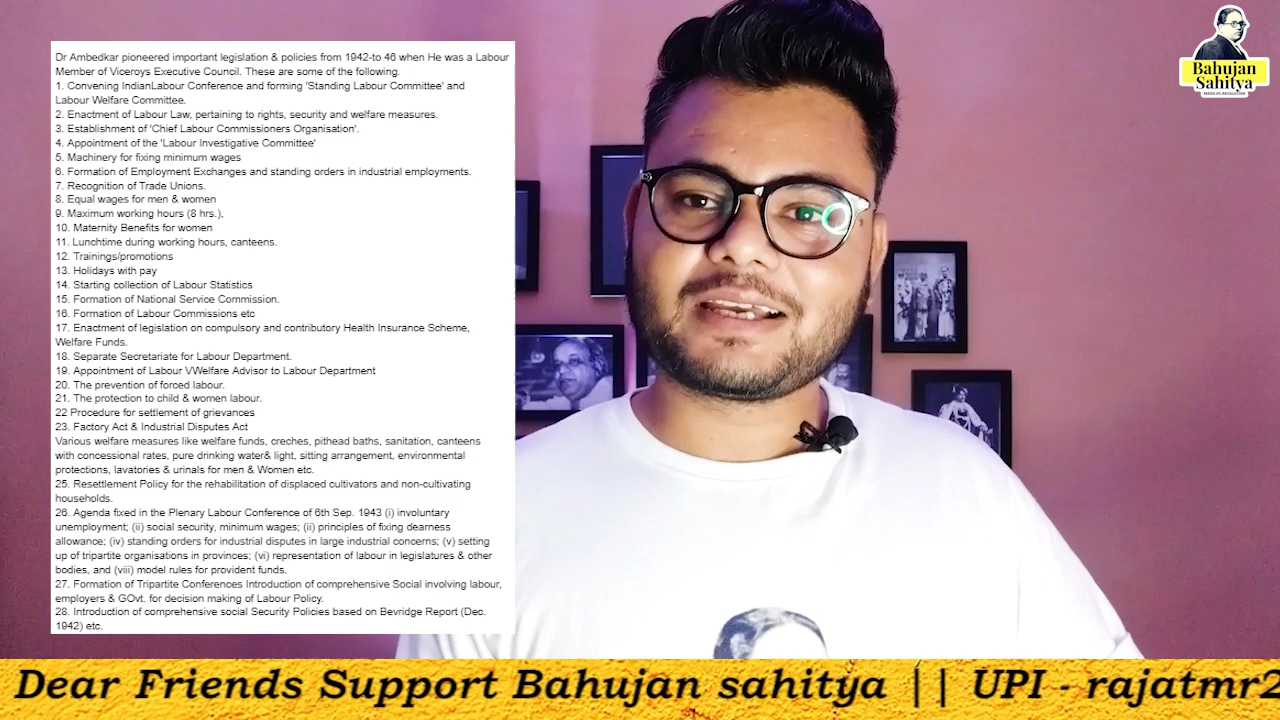 Dr Ambedkar pioneered important legislation & policies from 1942-to 46 when He was a Labour
Member of Viceroys Executive Council. These are some of the following.
1. Convening IndianLabour Conference and forming 'Standing Labour Committee' and
Labour Welfare Committee.
2. Enactment of Labour Law, pertaining to rights, security and welfare measures.
3. Establishment of 'Chief Labour Commissioners Organisation'.
4. Appointment of the 'Labour Investigative Committee'
5. Machinery for fixing minimum wages
6. Formation of Employment Exchanges and standing orders in industrial employments.
7. Recognition of Trade Unions.
8. Equal wages for men & women
9. Maximum working hours (8 hrs.),
10. Maternity Benefits for women
11. Lunchtime during working hours, canteens.
12. Trainings/promotions
13. Holidays with pay
14. Starting collection of Labour Statistics
15. Formation of National Service Commission.
16. Formation of Labour Commissions etc
17. Enactment of legislation on compulsory and contributory Health Insurance Scheme,
Welfare Funds.
18. Separate Secretariate for Labour Department.
19. Appointment of Labour VWelfare Advisor to Labour Department
20. The prevention of forced labour.
21. The protection to child & women labour.
22 Procedure for settlement of grievances
23. Factory Act & Industrial Disputes Act
Various welfare measures like welfare funds, creches, pithead baths, sanitation, canteens
with concessional rates, pure drinking water& light, sitting arrangement, environmental
protections, lavatories & urinals for men & Women etc.
25. Resettlement Policy for the rehabilitation of displaced cultivators and non-cultivating
households.
26. Agenda fixed in the Plenary Labour Conference of 6th Sep. 1943 (i) involuntary
unemployment; (ii) social security, minimum wages; (ii) principles of fixing dearness
allowance; (iv) standing orders for industrial disputes in large industrial concerns; (v) setting
up of tripartite organisations in provinces; (vi) representation of labour in legislatures & other
bodies, and (viii) model rules for provident funds.
27. Formation of Tripartite Conferences Introduction of comprehensive Social involving labour,
employers & GOvt. for decision making of Labour Policy.
28. Introduction of comprehensive social Security Policies based on Bevridge Report (Dec.
1942) etc.
Bahujan
Sahitya
Dear Friends Support Bahujan sahitya || UPI - rajatmr2